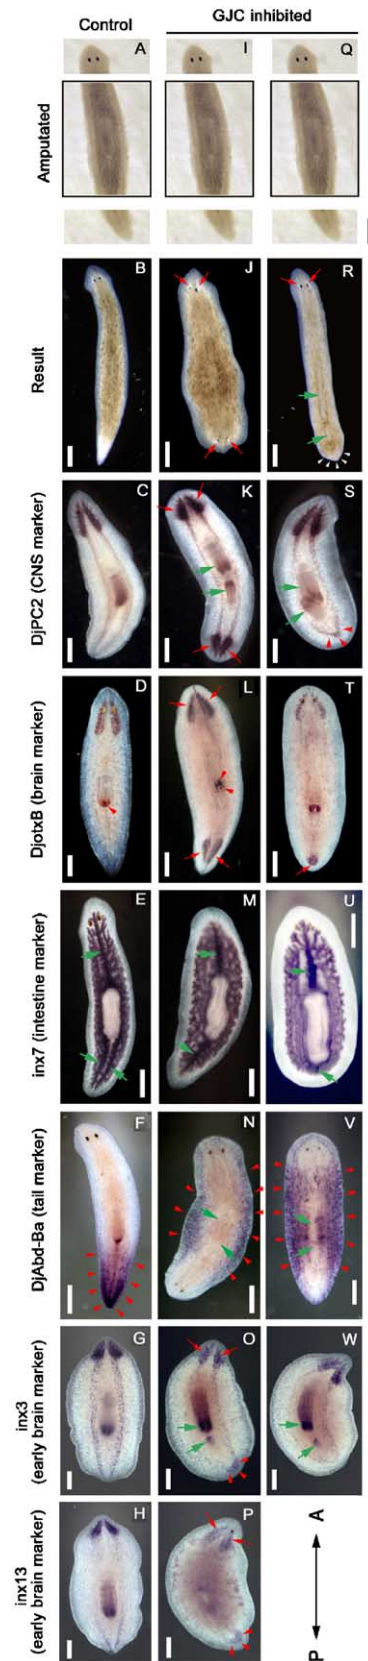 Control
GJC inhibited
Amputated
A
I
Q
Result
B
J
R
DjPC2 (CNS marker)
C
K
S
DjotxB (brain marker)
D
L
T
inx7 (intestine marker)
E
M
U
DjAbd-Ba (tail marker)
F
N
V
inx3
(early brain marker)
G
O
W
inx13
(early brain marker)
H
P
A
P